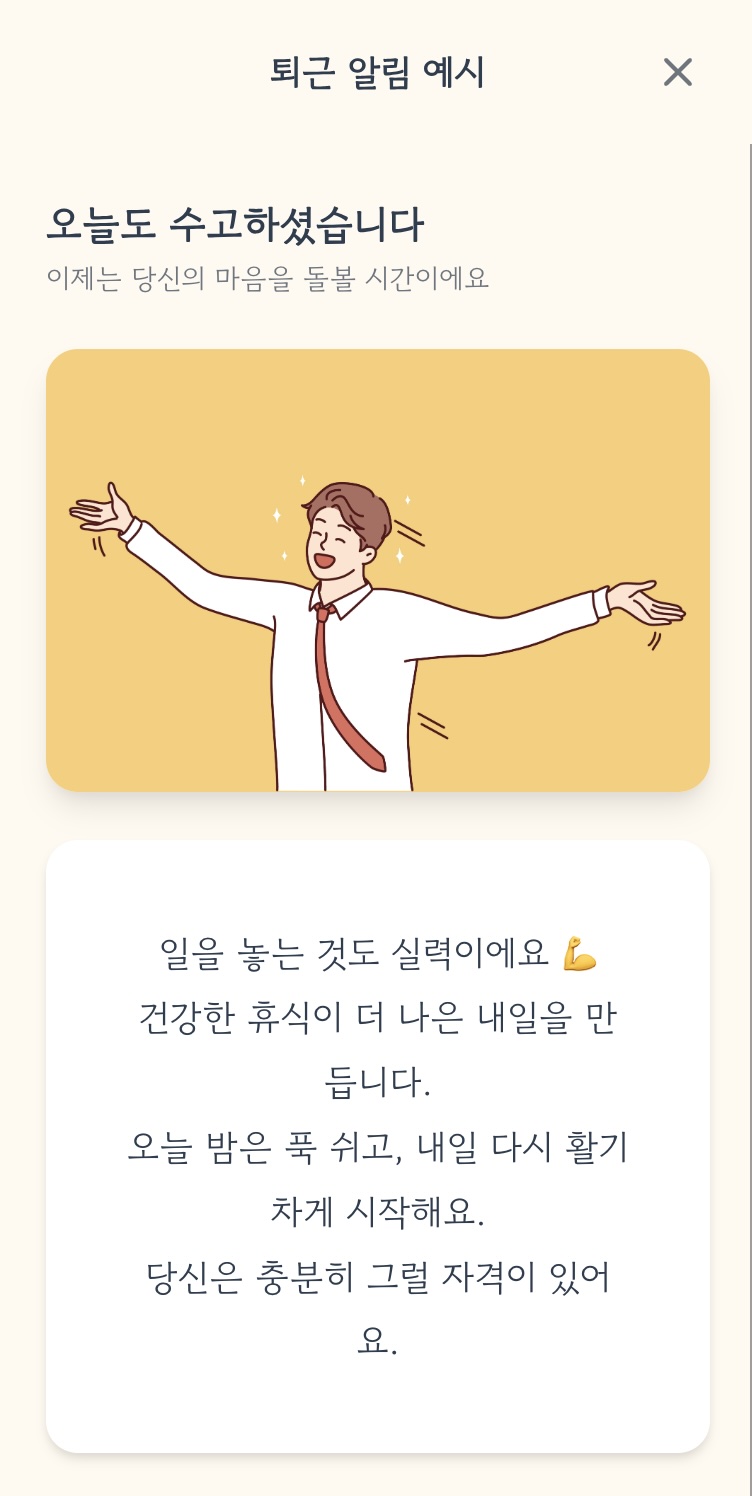 퇴근 알림 예시
오늘도 수고하셨습니다
이제는 당신의 마음을 돌볼 시간이에요
일을 놓는 것도 실력이에요 💪
건강한 휴식이 더 나은 내일을 만
듭니다.
오늘 밤은 푹 쉬고, 내일 다시 활기
차게 시작해요.
당신은 충분히 그럴 자격이 있어
요.